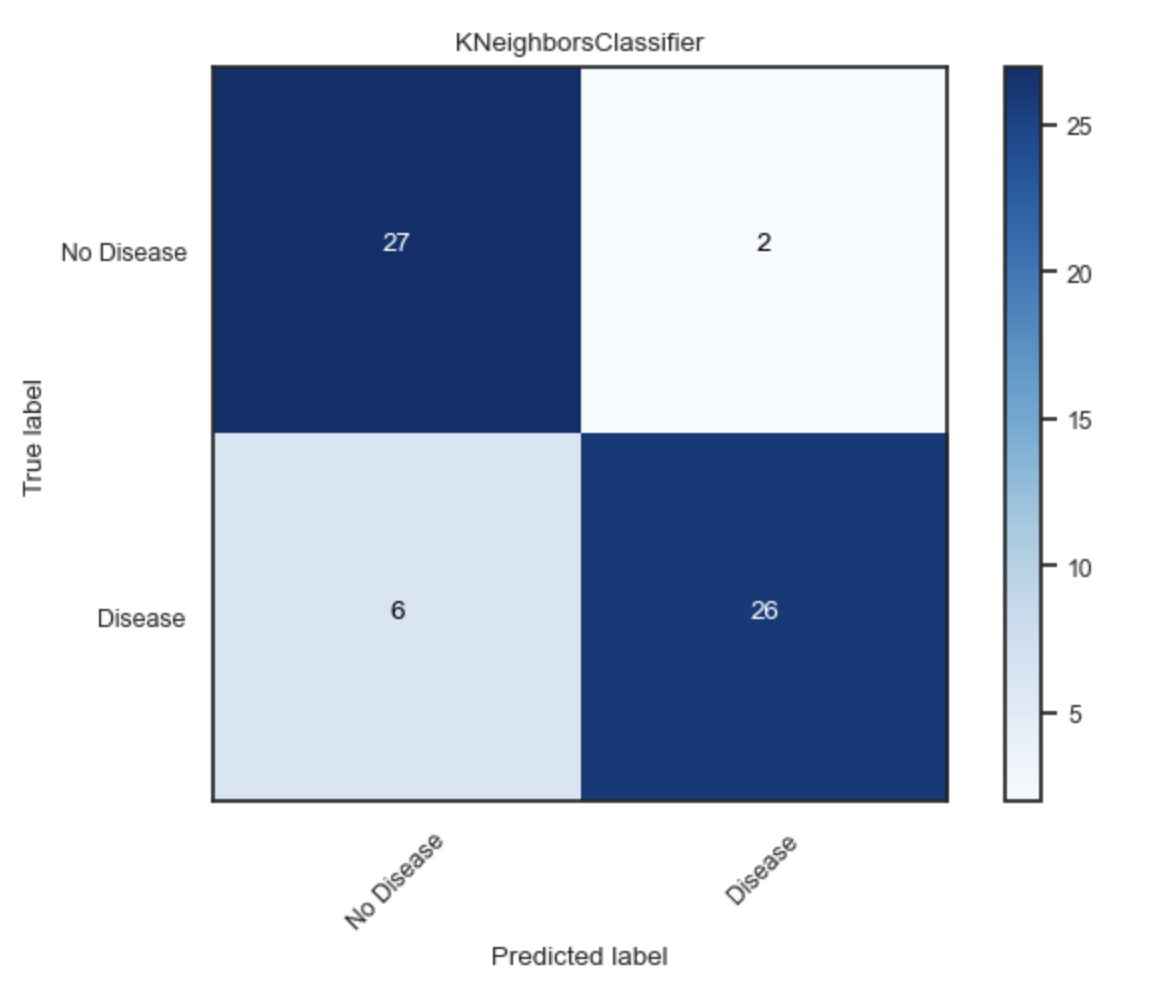 KNeighborsClassifier
25
27
2
No Disease
20
True label
15
10
6
26
Disease
5
No Disease
Disease
Predicted label